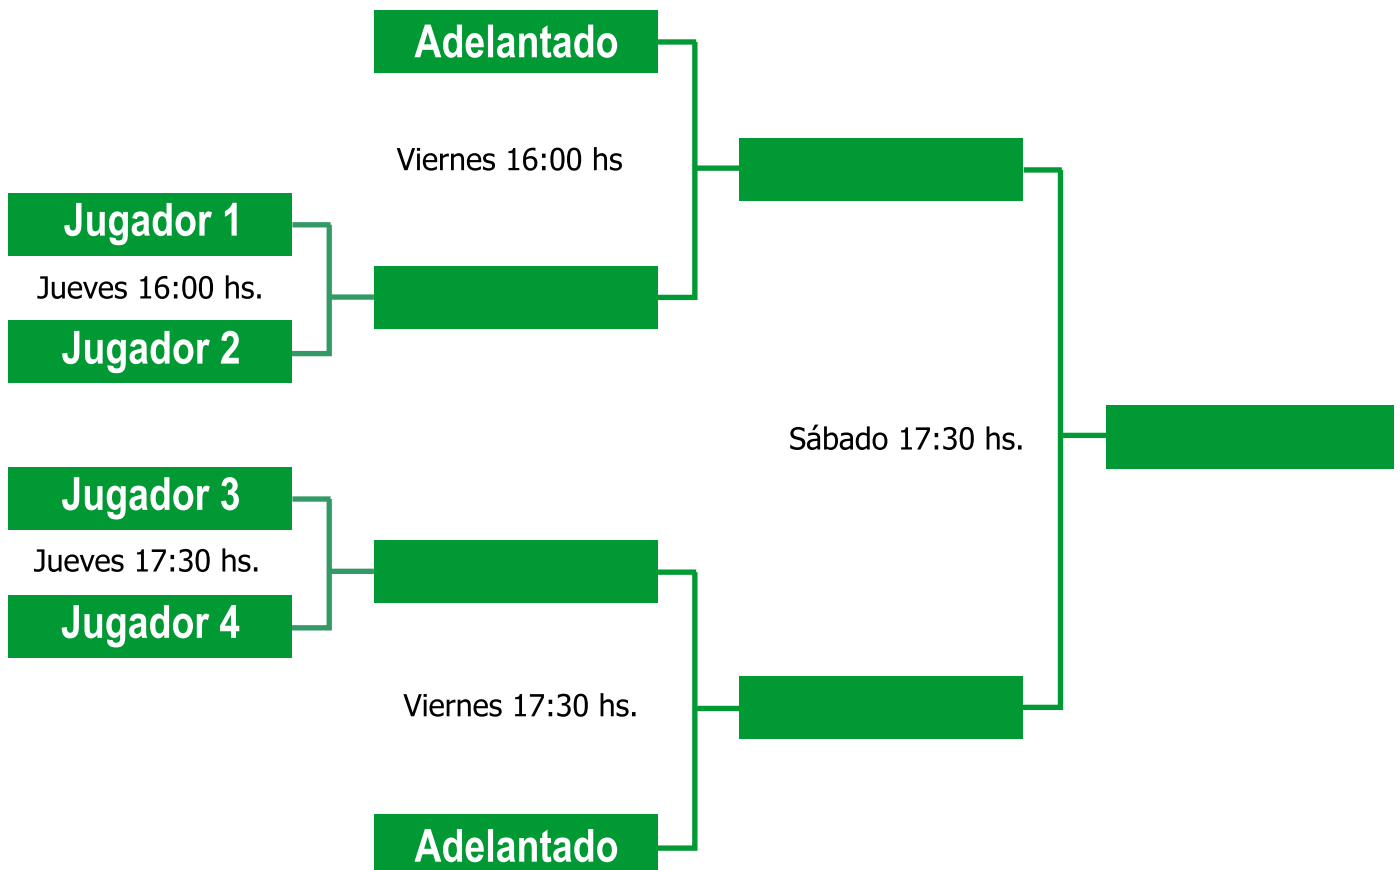 Adelantado
Viernes 16:00 hs
Jugador 1
Jueves 16:00 hs.
Jugador 2
Sábado 17:30 hs.
Jugador 3
Jueves 17:30 hs.
Jugador 4
Viernes 17:30 hs.
Adelantado